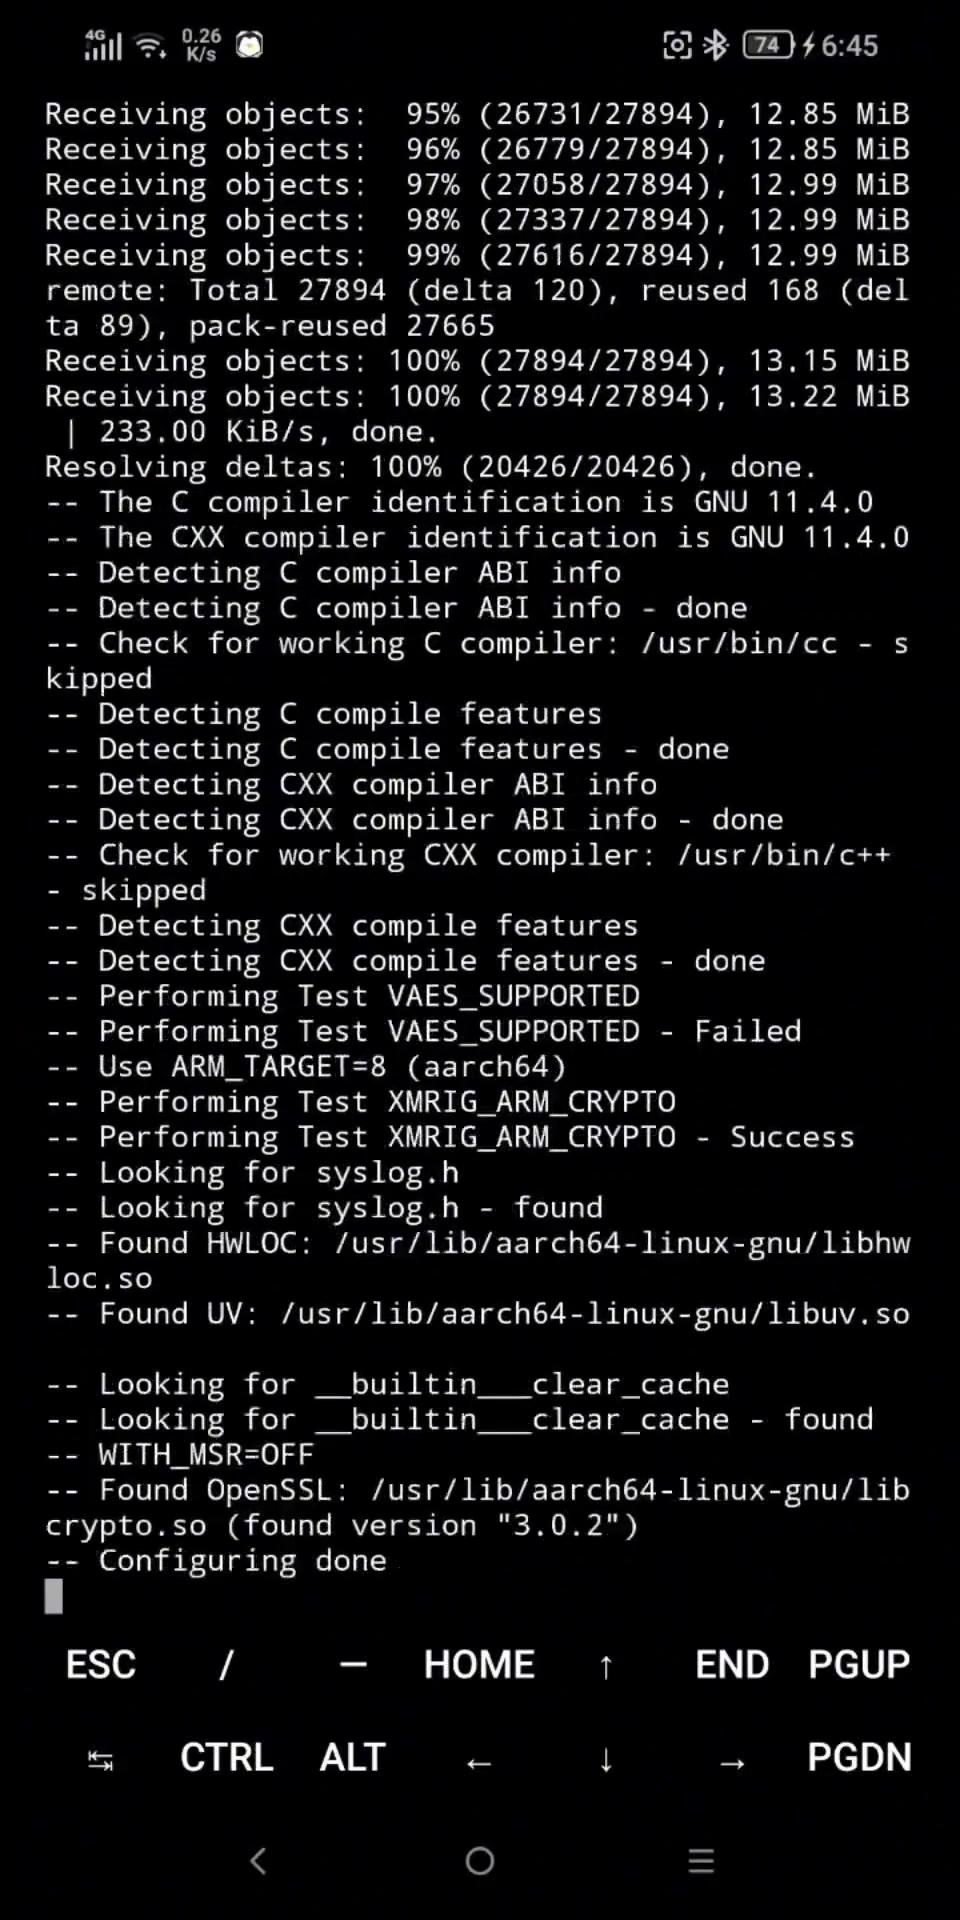 4G 0.26 K/s 74 6:45
Receiving objects:  95% (26731/27894), 12.85 MiB
Receiving objects:  96% (26779/27894), 12.85 MiB
Receiving objects:  97% (27058/27894), 12.99 MiB
Receiving objects:  98% (27337/27894), 12.99 MiB
Receiving objects:  99% (27616/27894), 12.99 MiB
remote: Total 27894 (delta 120), reused 168 (del
ta 89), pack-reused 27665
Receiving objects: 100% (27894/27894), 13.15 MiB
Receiving objects: 100% (27894/27894), 13.22 MiB
 | 233.00 KiB/s, done.
Resolving deltas: 100% (20426/20426), done.
-- The C compiler identification is GNU 11.4.0
-- The CXX compiler identification is GNU 11.4.0
-- Detecting C compiler ABI info
-- Detecting C compiler ABI info - done
-- Check for working C compiler: /usr/bin/cc - s
kipped
-- Detecting C compile features
-- Detecting C compile features - done
-- Detecting CXX compiler ABI info
-- Detecting CXX compiler ABI info - done
-- Check for working CXX compiler: /usr/bin/c++
- skipped
-- Detecting CXX compile features
-- Detecting CXX compile features - done
-- Performing Test VAES_SUPPORTED
-- Performing Test VAES_SUPPORTED - Failed
-- Use ARM_TARGET=8 (aarch64)
-- Performing Test XMRIG_ARM_CRYPTO
-- Performing Test XMRIG_ARM_CRYPTO - Success
-- Looking for syslog.h
-- Looking for syslog.h - found
-- Found HWLOC: /usr/lib/aarch64-linux-gnu/libhw
loc.so
-- Found UV: /usr/lib/aarch64-linux-gnu/libuv.so
-- Looking for __builtin___clear_cache
-- Looking for __builtin___clear_cache - found
-- WITH_MSR=OFF
-- Found OpenSSL: /usr/lib/aarch64-linux-gnu/lib
crypto.so (found version "3.0.2")
-- Configuring done
ESC / — HOME ↑ END PGUP
↹ CTRL ALT ← ↓ → PGDN